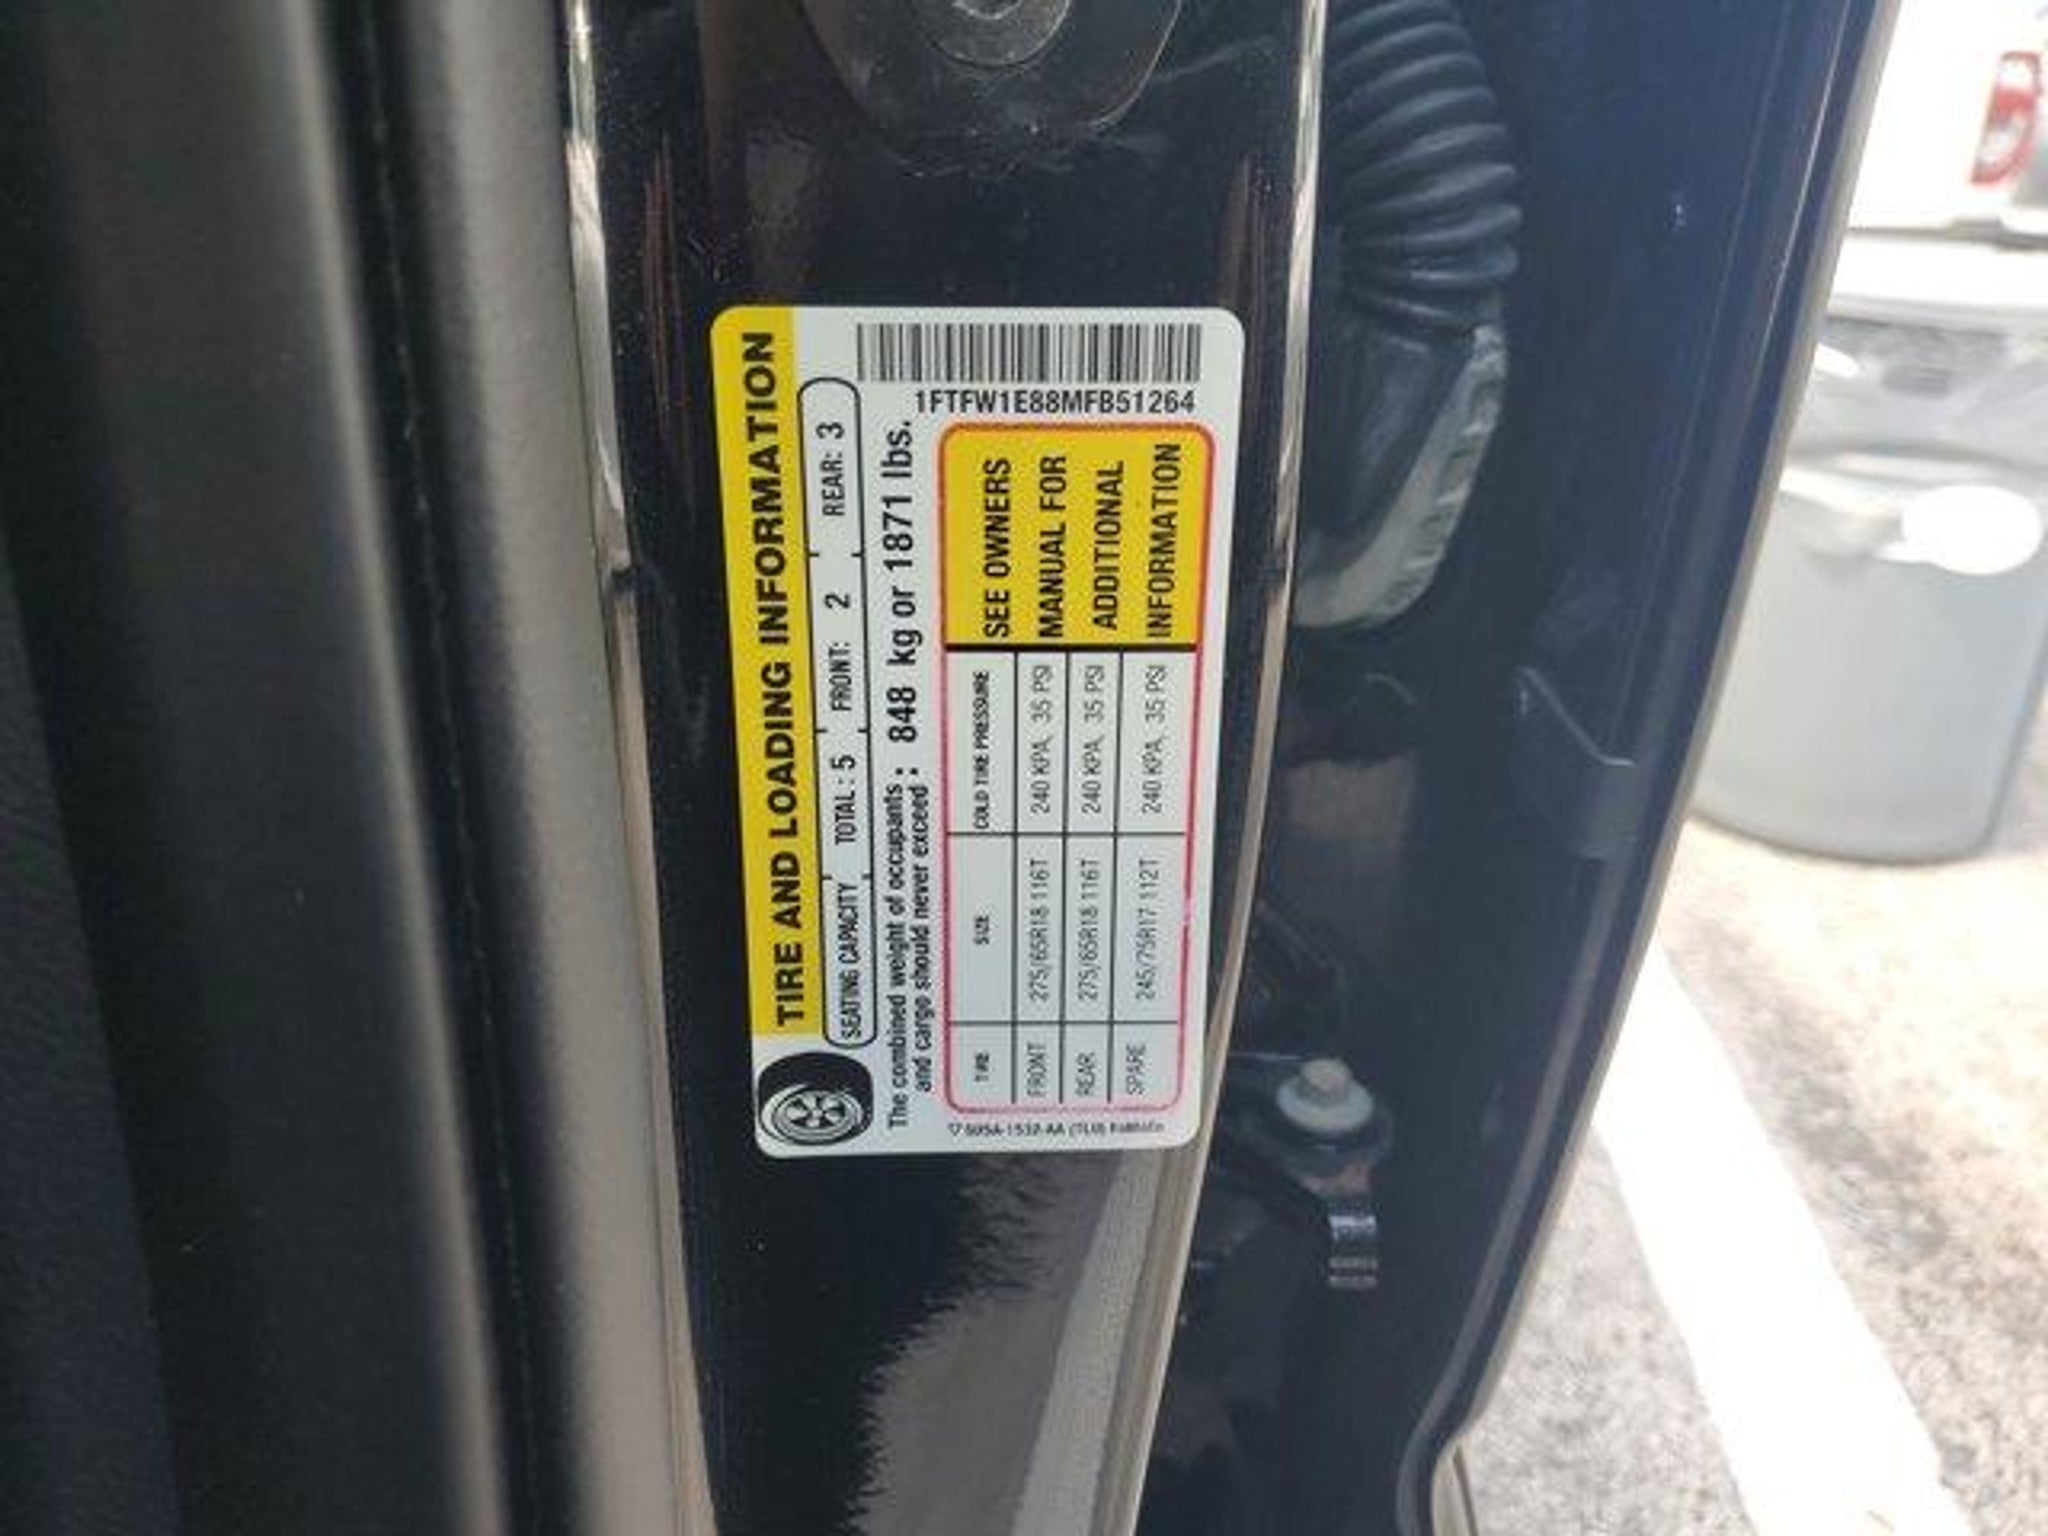 TIRE AND LOADING INFORMATION
SEATING CAPACITY TOTAL : 5 FRONT: 2 REAR: 3
The combined weight of occupants
and cargo should never exceed : 848 kg or 1871 lbs.
1FTFW1E88MFB51264
TIRE SIZE COLD TIRE PRESSURE
FRONT 275/65R18 116T 240 KPA, 35 PSI
REAR 275/65R18 116T 240 KPA, 35 PSI
SPARE 245/75R17 112T 240 KPA, 35 PSI
SEE OWNERS
MANUAL FOR
ADDITIONAL
INFORMATION